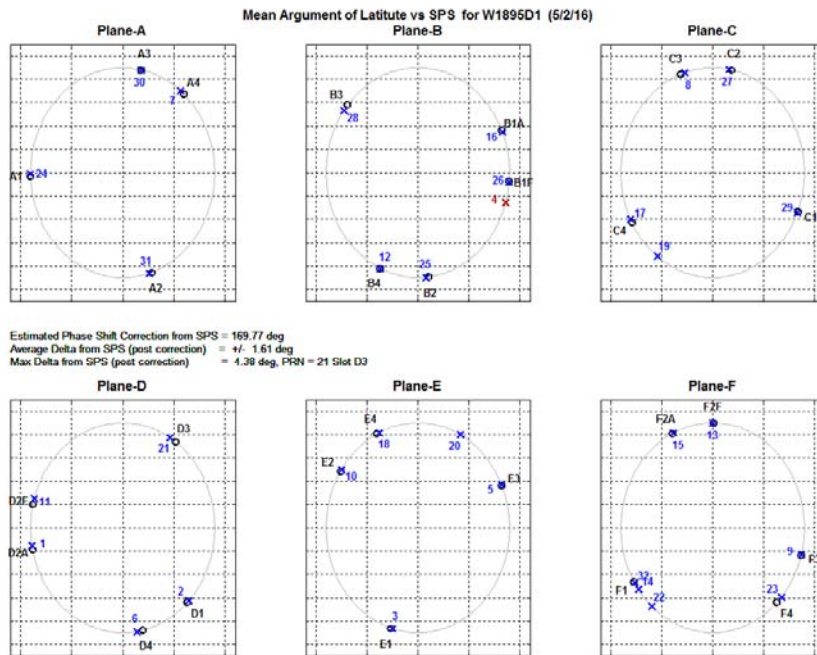 Mean Argument of Latitute vs SPS for W1895D1 (5/2/16)
Plane-A
Plane-B
Plane-C
A3
30
A4
7
A1
24
31
A2
B3
28
B1A
16
26
B1F
4
12
B4
25
B2
C3
8
C2
27
17
C4
19
29
C1
Estimated Phase Shift Correction from SPS = 169.77 deg
Average Delta from SPS (post correction) = +/- 1.61 deg
Max Delta from SPS (post correction) = 4.38 deg, PRN = 21 Slot D3
Plane-D
Plane-E
Plane-F
D3
21
D2F
11
D2A
1
2
D1
6
D4
E4
18
20
E2
10
5
E3
3
E1
F2A
15
F2F
13
9
32
F1
14
22
23
F4